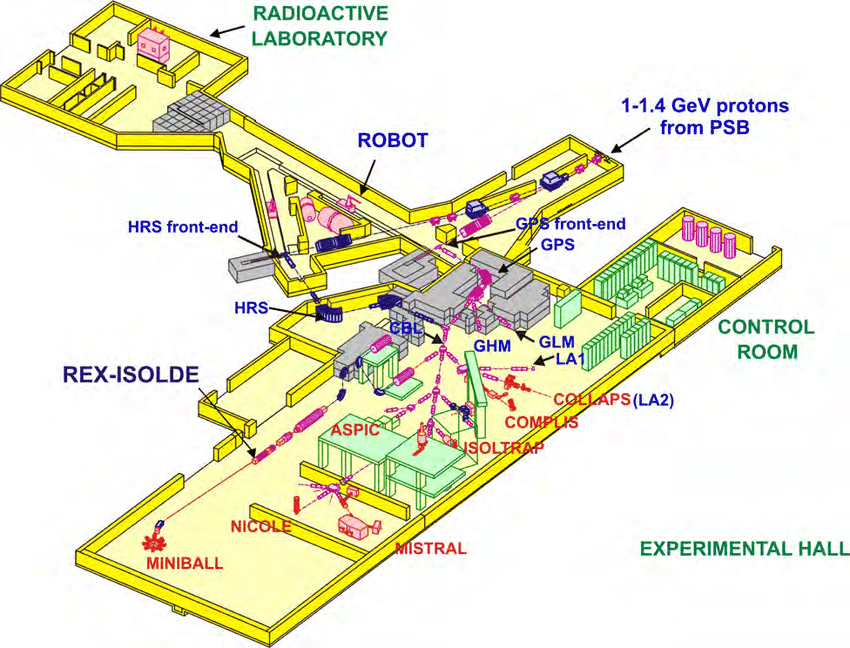 RADIOACTIVE
LABORATORY
1-1.4 GeV protons
from PSB
ROBOT
HRS front-end
GPS front-end
GPS
HRS
CBL
GHM
GLM
LA1
CONTROL
ROOM
REX-ISOLDE
COLLAPS(LA2)
COMPLIS
ASPIC
ISOLTRAP
NICOLE
MISTRAL
MINIBALL
EXPERIMENTAL HALL